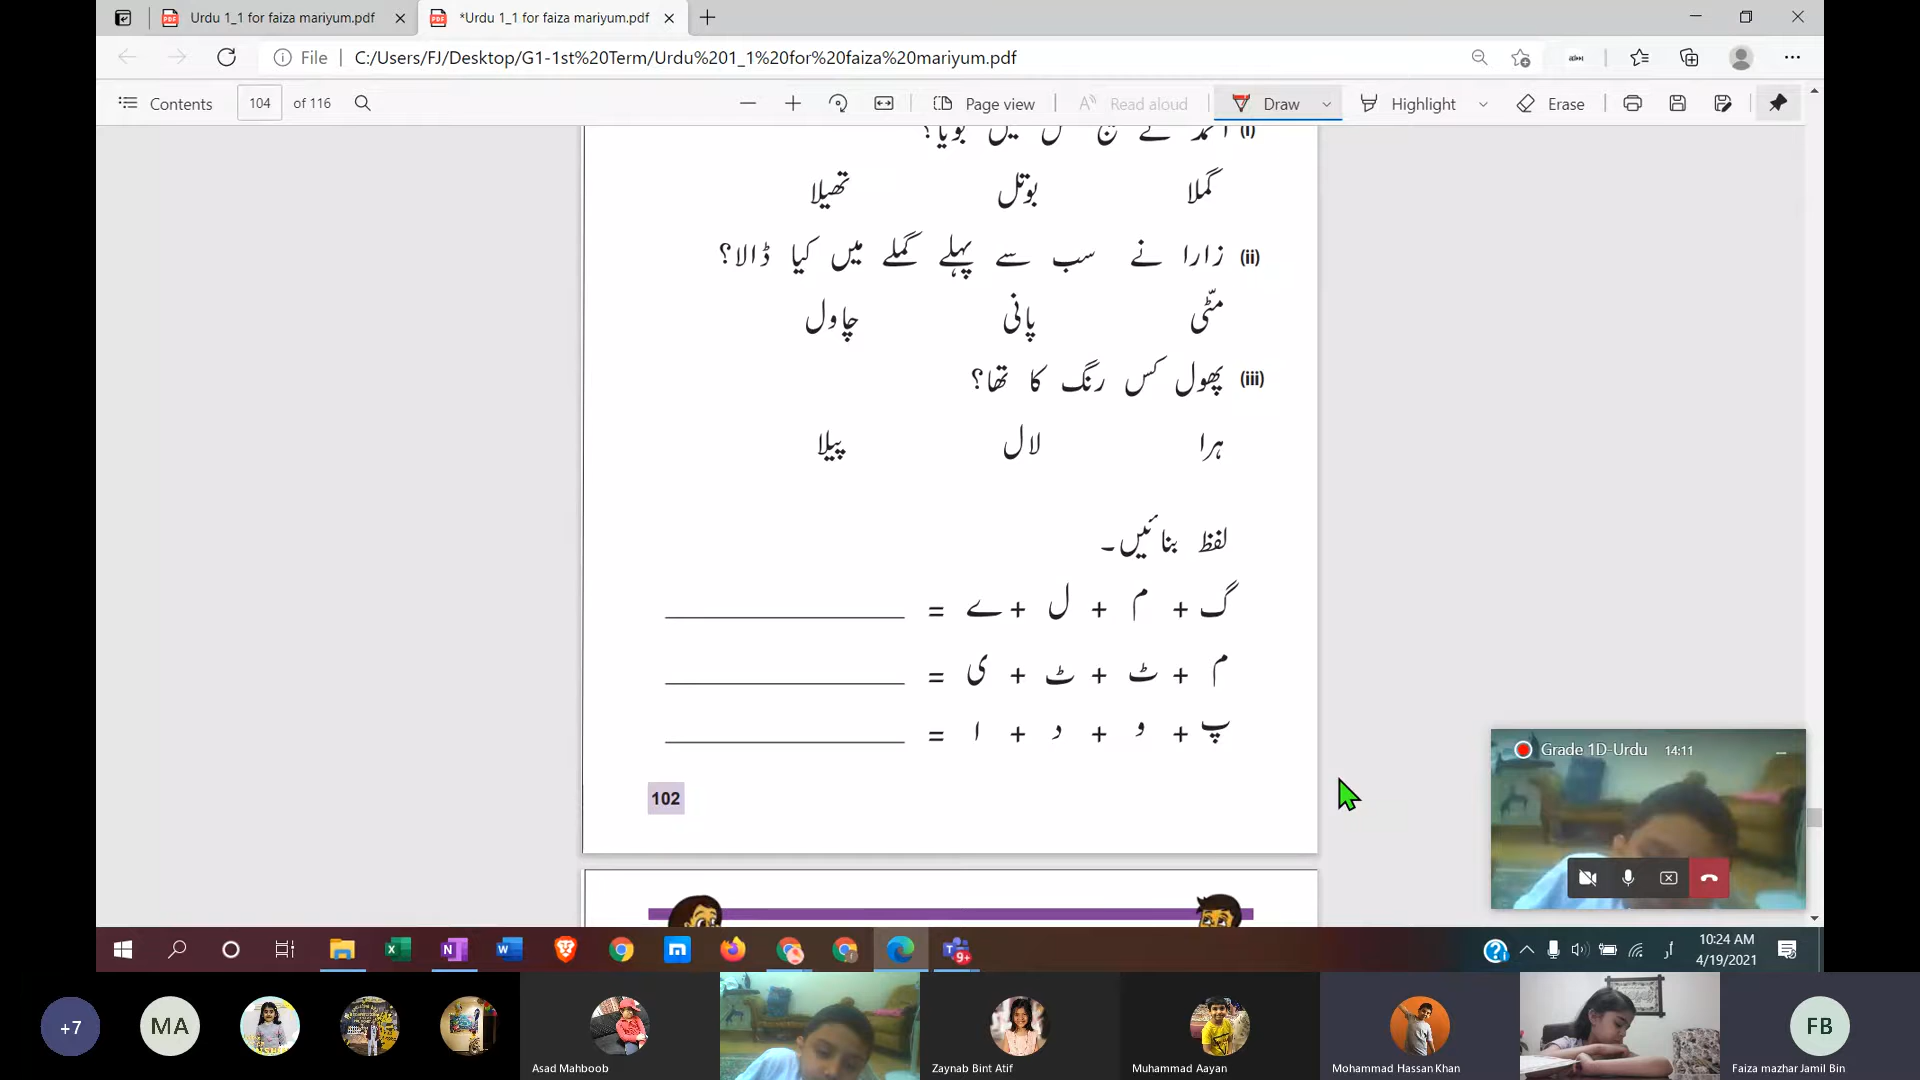 Urdu 1_1 for faiza mariyum.pdf
*Urdu 1_1 for faiza mariyum.pdf
File
C:/Users/FJ/Desktop/G1-1st%20Term/Urdu%201_1%20for%20faiza%20mariyum.pdf
Contents 104 of 116 Page view Read aloud Draw Highlight Erase
(i)
گملا بوتل تھیلا
(ii) زارا نے سب سے پہلے گملے میں کیا ڈالا؟
مٹّی پانی چاول
(iii) پھول کس رنگ کا تھا؟
ہرا لال پیلا
لفظ بنائیں۔
گ + م + ل + ے = ____________
م + ٹ + ٹ + ی = ____________
پ + و + د + ا = ____________
102
Grade 1D-Urdu 14:11
10:24 AM
4/19/2021
9+
+7
MA
Asad Mahboob
Zaynab Bint Atif
Muhammad Aayan
Mohammad Hassan Khan
FB
Faiza mazhar Jamil Bin